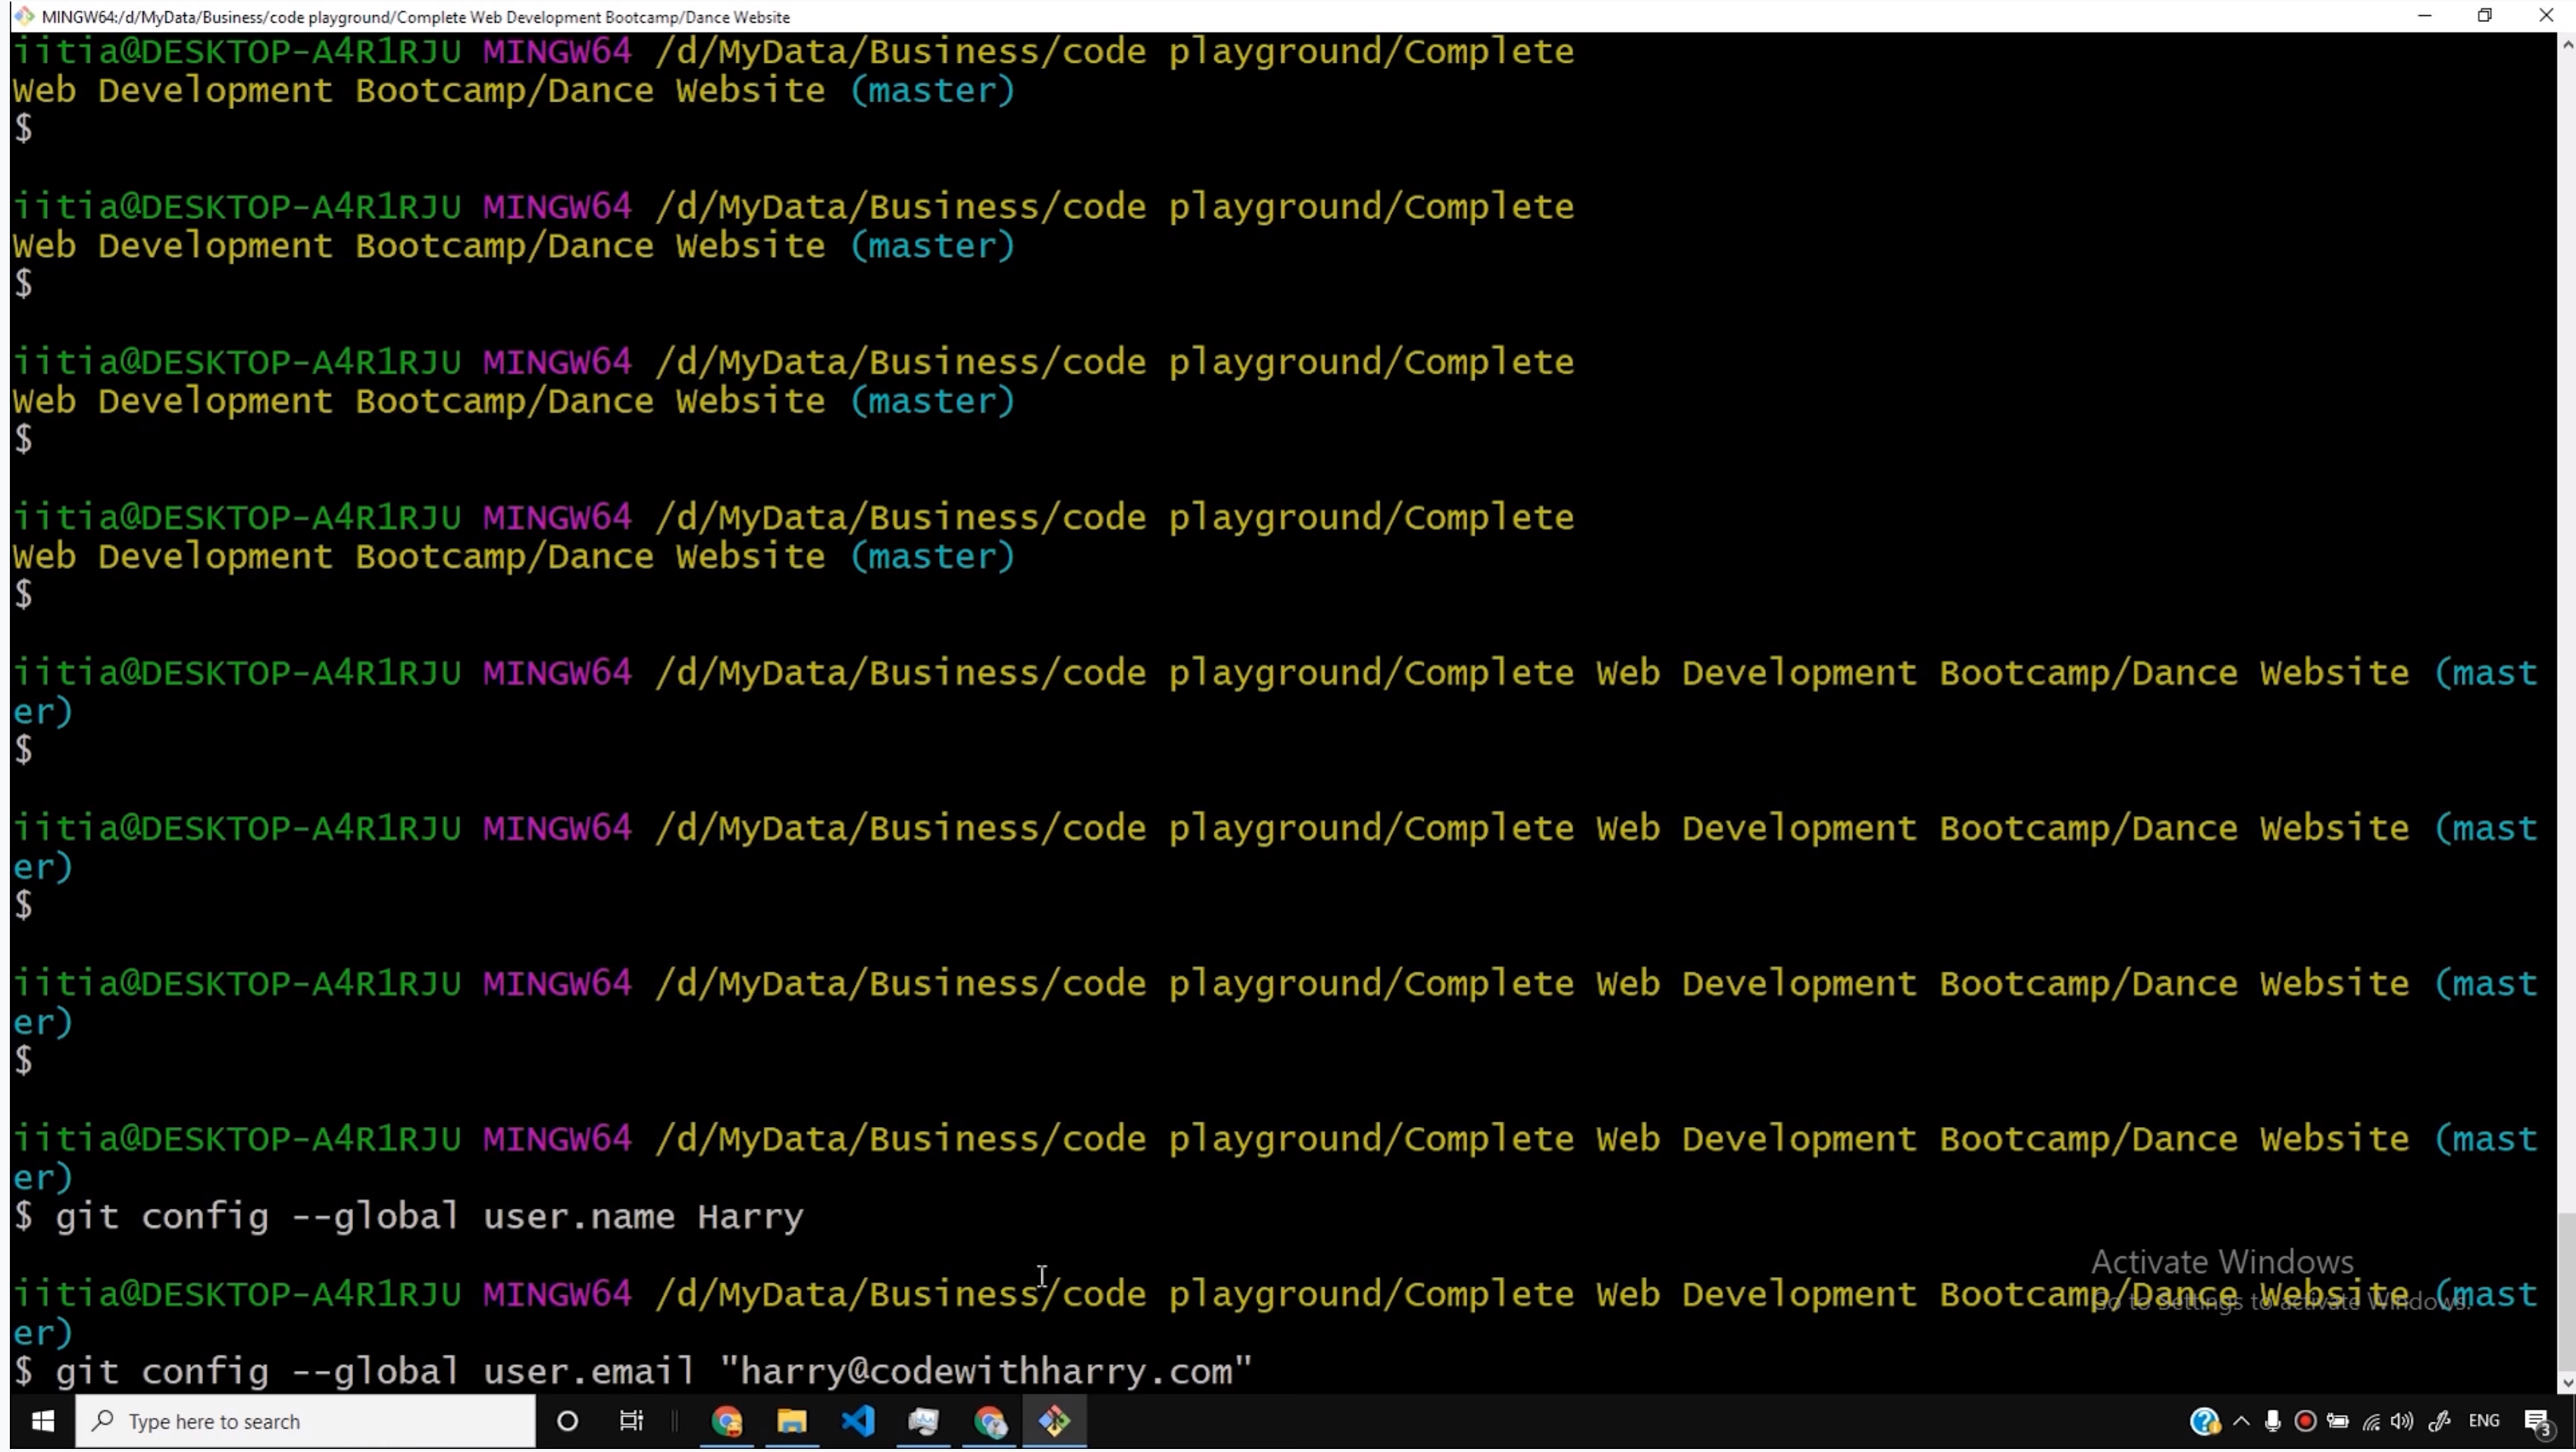 MINGW64:/d/MyData/Business/code playground/Complete Web Development Bootcamp/Dance Website
iitia@DESKTOP-A4R1RJU MINGW64 /d/MyData/Business/code playground/Complete
Web Development Bootcamp/Dance Website (master)
$
iitia@DESKTOP-A4R1RJU MINGW64 /d/MyData/Business/code playground/Complete
Web Development Bootcamp/Dance Website (master)
$
iitia@DESKTOP-A4R1RJU MINGW64 /d/MyData/Business/code playground/Complete
Web Development Bootcamp/Dance Website (master)
$
iitia@DESKTOP-A4R1RJU MINGW64 /d/MyData/Business/code playground/Complete
Web Development Bootcamp/Dance Website (master)
$
iitia@DESKTOP-A4R1RJU MINGW64 /d/MyData/Business/code playground/Complete Web Development Bootcamp/Dance Website (mast
er)
$
iitia@DESKTOP-A4R1RJU MINGW64 /d/MyData/Business/code playground/Complete Web Development Bootcamp/Dance Website (mast
er)
$
iitia@DESKTOP-A4R1RJU MINGW64 /d/MyData/Business/code playground/Complete Web Development Bootcamp/Dance Website (mast
er)
$
iitia@DESKTOP-A4R1RJU MINGW64 /d/MyData/Business/code playground/Complete Web Development Bootcamp/Dance Website (mast
er)
$ git config --global user.name Harry
Activate Windows
iitia@DESKTOP-A4R1RJU MINGW64 /d/MyData/Business/code playground/Complete Web Development Bootcamp/Dance Website (mast
Go to Settings to activate Windows.
er)
$ git config --global user.email "harry@codewithharry.com"
Type here to search
ENG
3